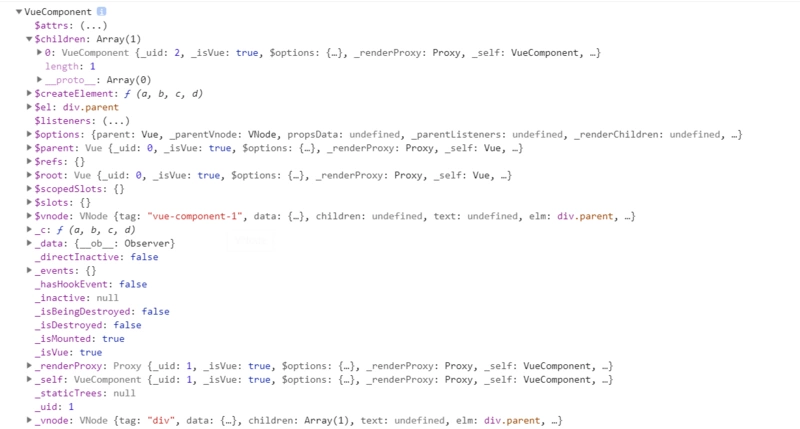 ▼VueComponent i
$attrs: (...)
▼$children: Array(1)
▶0: VueComponent {_uid: 2, _isVue: true, $options: {…}, _renderProxy: Proxy, _self: VueComponent, …}
length: 1
▶__proto__: Array(0)
▶$createElement: ƒ (a, b, c, d)
▶$el: div.parent
$listeners: (...)
▶$options: {parent: Vue, _parentVnode: VNode, propsData: undefined, _parentListeners: undefined, _renderChildren: undefined, …}
▶$parent: Vue {_uid: 0, _isVue: true, $options: {…}, _renderProxy: Proxy, _self: Vue, …}
▶$refs: {}
▶$root: Vue {_uid: 0, _isVue: true, $options: {…}, _renderProxy: Proxy, _self: Vue, …}
▶$scopedSlots: {}
▶$slots: {}
▶$vnode: VNode {tag: "vue-component-1", data: {…}, children: undefined, text: undefined, elm: div.parent, …}
▶_c: ƒ (a, b, c, d)
▶_data: {__ob__: Observer}
_directInactive: false
▶_events: {}
_hasHookEvent: false
_inactive: null
_isBeingDestroyed: false
_isDestroyed: false
_isMounted: true
_isVue: true
▶_renderProxy: Proxy {_uid: 1, _isVue: true, $options: {…}, _renderProxy: Proxy, _self: VueComponent, …}
▶_self: VueComponent {_uid: 1, _isVue: true, $options: {…}, _renderProxy: Proxy, _self: VueComponent, …}
_staticTrees: null
_uid: 1
▶_vnode: VNode {tag: "div", data: {…}, children: Array(1), text: undefined, elm: div.parent, …}